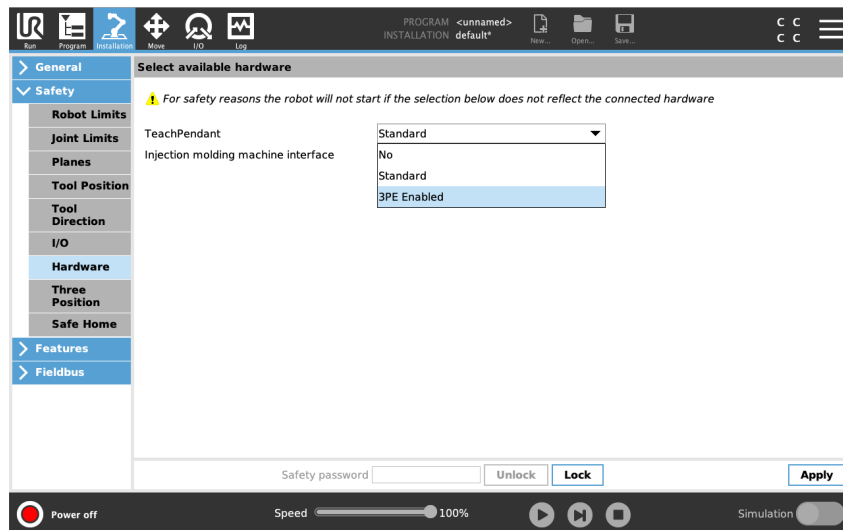 UR
PROGRAM <unnamed>
INSTALLATION default*
C C
C C
Run Program Installation Move I/O Log New... Open... Save...
General
Select available hardware
Safety
! For safety reasons the robot will not start if the selection below does not reflect the connected hardware
Robot Limits
Joint Limits
TeachPendant Standard
Injection molding machine interface No
Planes
Standard
Tool Position
3PE Enabled
Tool
Direction
I/O
Hardware
Three
Position
Safe Home
Features
Fieldbus
Safety password Unlock Lock Apply
Power off Speed 100% Simulation